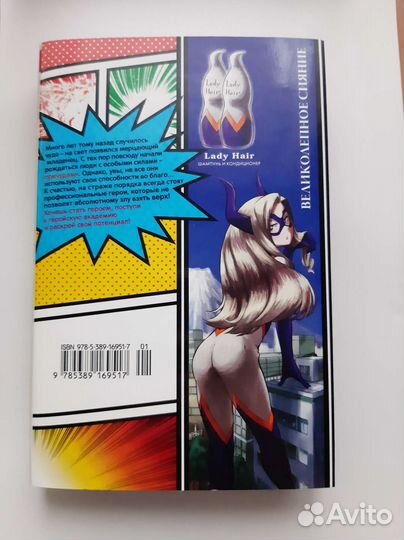 Много лет тому назад случилось
чудо – на свет появился мерцающий
младенец. С тех пор повсюду начали
рождаться люди с особыми силами –
причудами. Однако, увы, не все они
используют свои способности во благо...
К счастью, на страже порядка всегда стоят
профессиональные герои, которые не
позволят абсолютному злу взять верх!
Хочешь стать героем, поступи
в геройскую академию
и раскрой свой потенциал!
Lady
Hair
Lady
Hair
Lady Hair
ШАМПУНЬ И КОНДИЦИОНЕР
ВЕЛИКОЛЕПНОЕ СИЯНИЕ
ISBN 978-5-389-16951-7
01
9 785389 169517
Avito